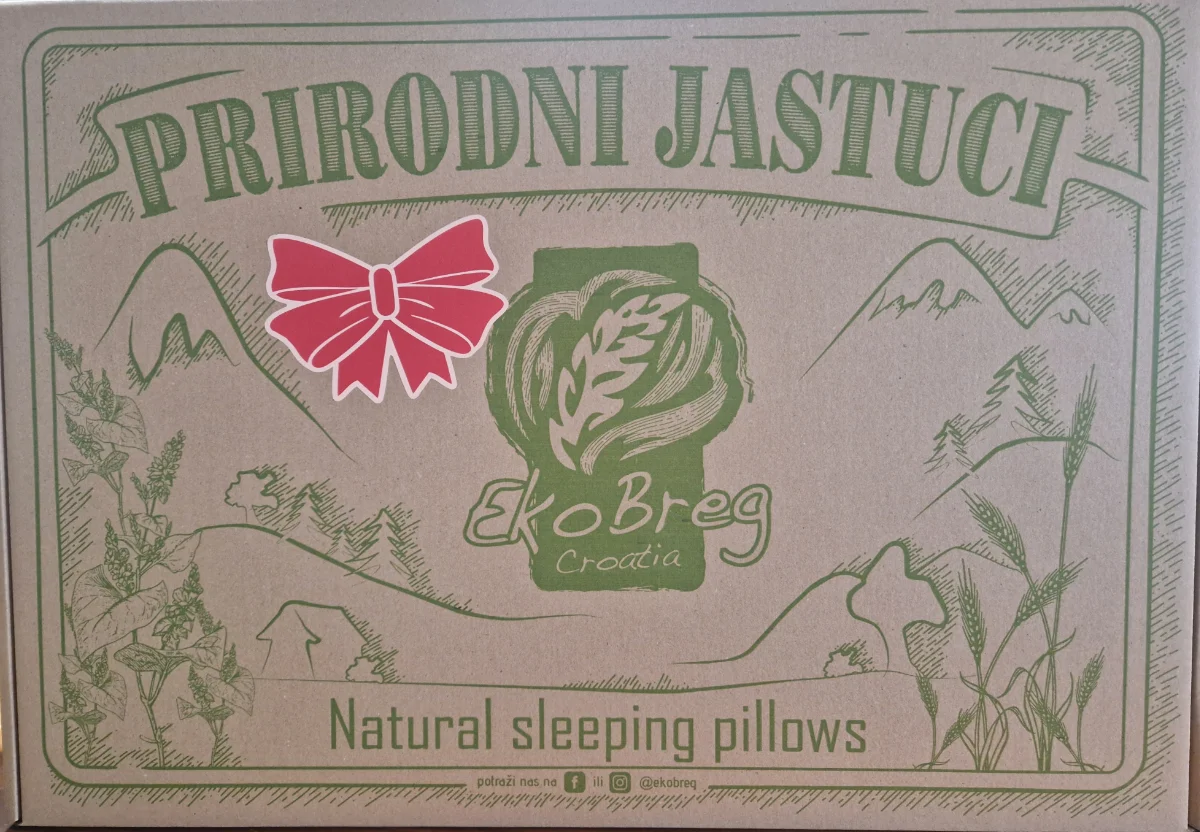 PRIRODNI JASTUCI
EkoBreg
Croatia
Natural sleeping pillows
potraži nas na f ili @ekobreg